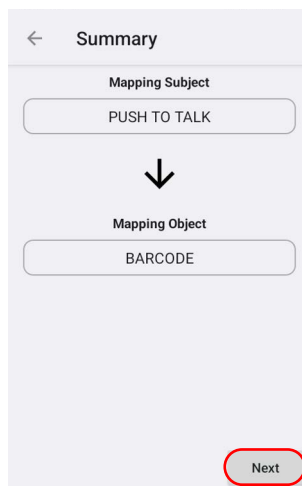 Summary
Mapping Subject
PUSH TO TALK
Mapping Object
BARCODE
Next